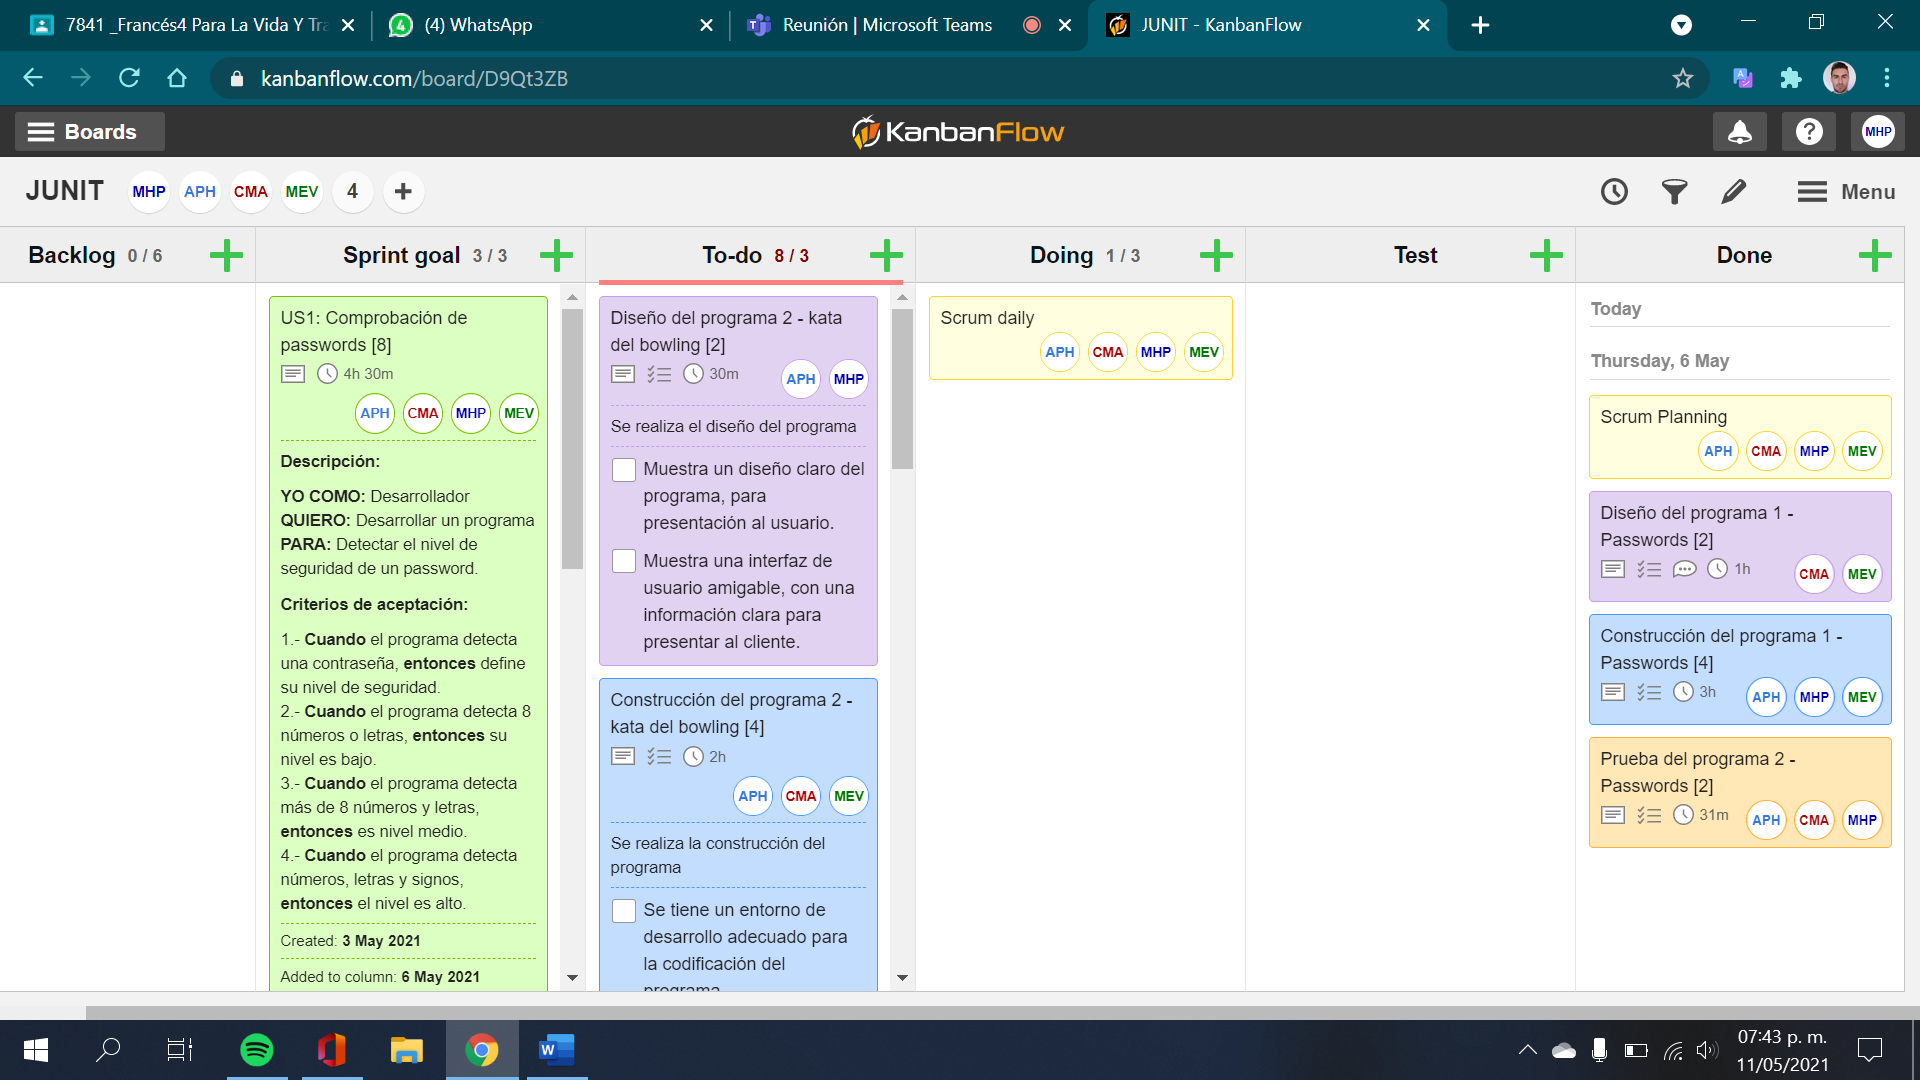 7841 _Francés4 Para La Vida Y Tra
(4) WhatsApp
Reunión | Microsoft Teams
JUNIT - KanbanFlow
kanbanflow.com/board/D9Qt3ZB
Boards
KanbanFlow
MHP
JUNIT
MHP APH CMA MEV 4 +
Menu
Backlog 0 / 6
Sprint goal 3 / 3
To-do 8 / 3
Doing 1 / 3
Test
Done
US1: Comprobación de
passwords [8]
4h 30m
APH CMA MHP MEV
Descripción:
YO COMO: Desarrollador
QUIERO: Desarrollar un programa
PARA: Detectar el nivel de
seguridad de un password.
Criterios de aceptación:
1.- Cuando el programa detecta
una contraseña, entonces define
su nivel de seguridad.
2.- Cuando el programa detecta 8
números o letras, entonces su
nivel es bajo.
3.- Cuando el programa detecta
más de 8 números y letras,
entonces es nivel medio.
4.- Cuando el programa detecta
números, letras y signos,
entonces el nivel es alto.
Created: 3 May 2021
Added to column: 6 May 2021
Diseño del programa 2 - kata
del bowling [2]
30m
APH MHP
Se realiza el diseño del programa
Muestra un diseño claro del
programa, para
presentación al usuario.
Muestra una interfaz de
usuario amigable, con una
información clara para
presentar al cliente.
Construcción del programa 2 -
kata del bowling [4]
2h
APH CMA MEV
Se realiza la construcción del
programa
Se tiene un entorno de
desarrollo adecuado para
la codificación del
programa
Scrum daily
APH CMA MHP MEV
Today
Thursday, 6 May
Scrum Planning
APH CMA MHP MEV
Diseño del programa 1 -
Passwords [2]
1h
CMA MEV
Construcción del programa 1 -
Passwords [4]
3h
APH MHP MEV
Prueba del programa 2 -
Passwords [2]
31m
APH CMA MHP
07:43 p. m.
11/05/2021